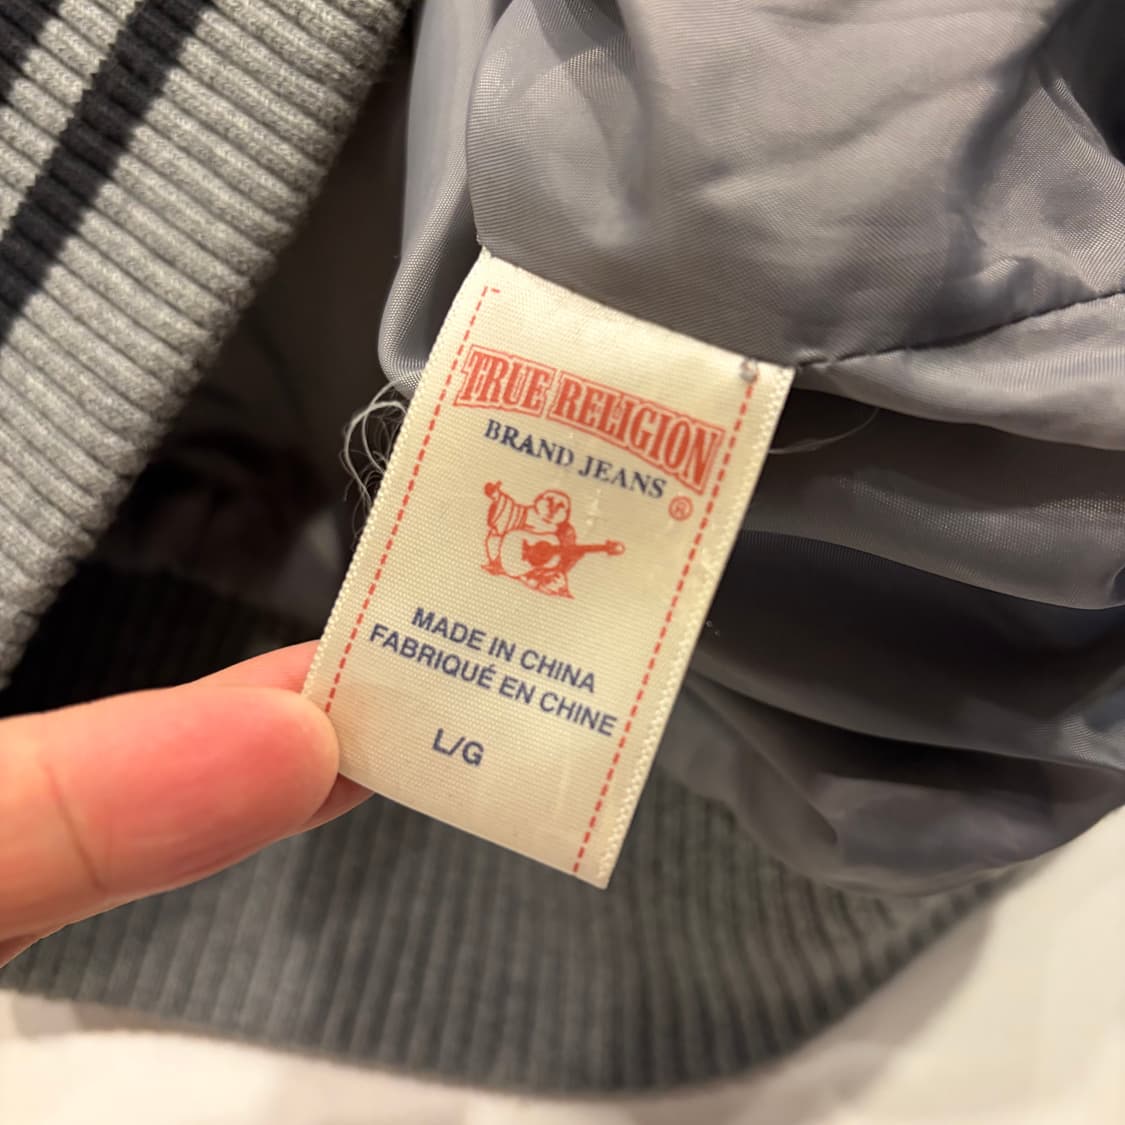 TRUE RELIGION
BRAND JEANS
®
MADE IN CHINA
FABRIQUÉ EN CHINE
L/G